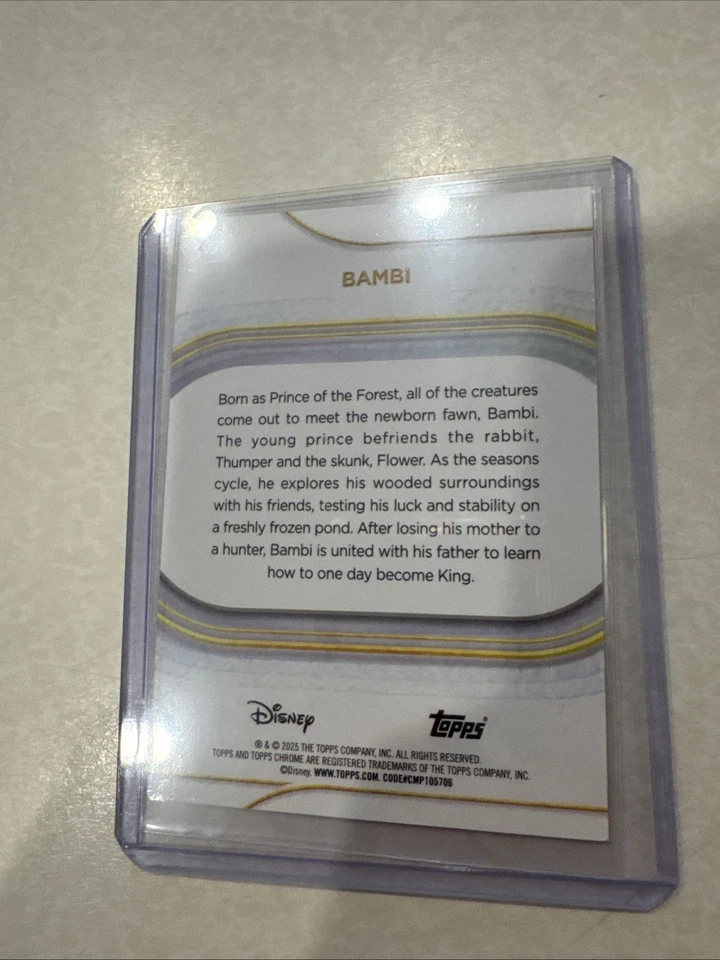 BAMBI
Born as Prince of the Forest, all of the creatures
come out to meet the newborn fawn, Bambi.
The young prince befriends the rabbit,
Thumper and the skunk, Flower. As the seasons
cycle, he explores his wooded surroundings
with his friends, testing his luck and stability on
a freshly frozen pond. After losing his mother to
a hunter, Bambi is united with his father to learn
how to one day become King.
Disney topps®
® & © 2025 THE TOPPS COMPANY, INC. ALL RIGHTS RESERVED.
TOPPS AND TOPPS CHROME ARE REGISTERED TRADEMARKS OF THE TOPPS COMPANY, INC.
©Disney. WWW.TOPPS.COM. CODE#CMP105706